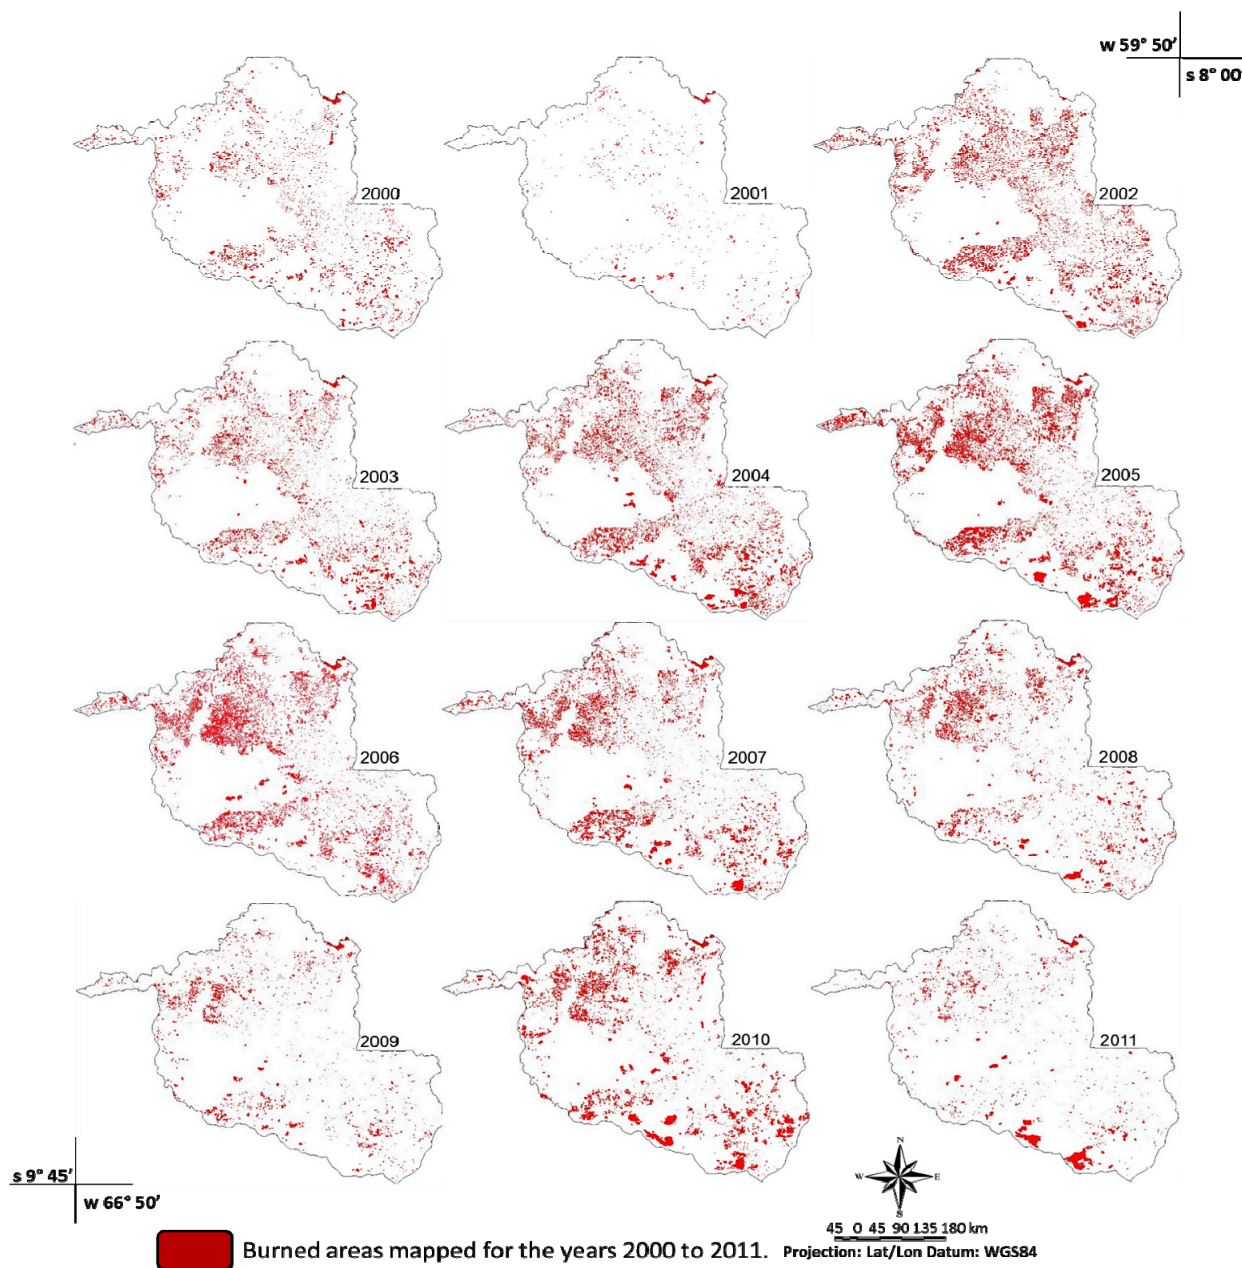 w 59° 50'
s 8° 00
2000
2001
2002
2003
2004
2005
2006
2007
2008
2009
2010
2011
s 9° 45'
w 66° 50'
N
W E
S
45 0 45 90 135 180 km
Burned areas mapped for the years 2000 to 2011.
Projection: Lat/Lon Datum: WGS84